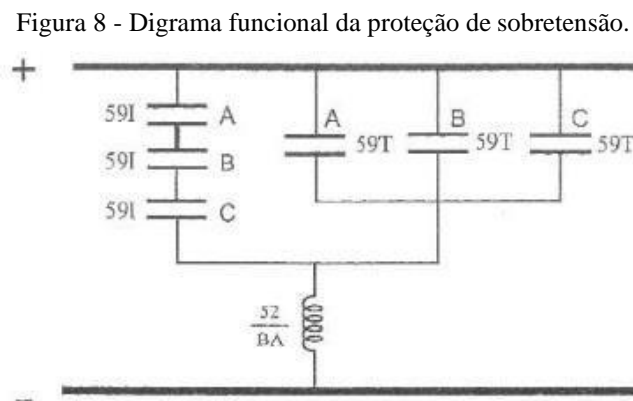 Figura 8 - Digrama funcional da proteção de sobretensão.
+
59I A
59I B
59I C
A 59T
B 59T
C 59T
52
BA
-